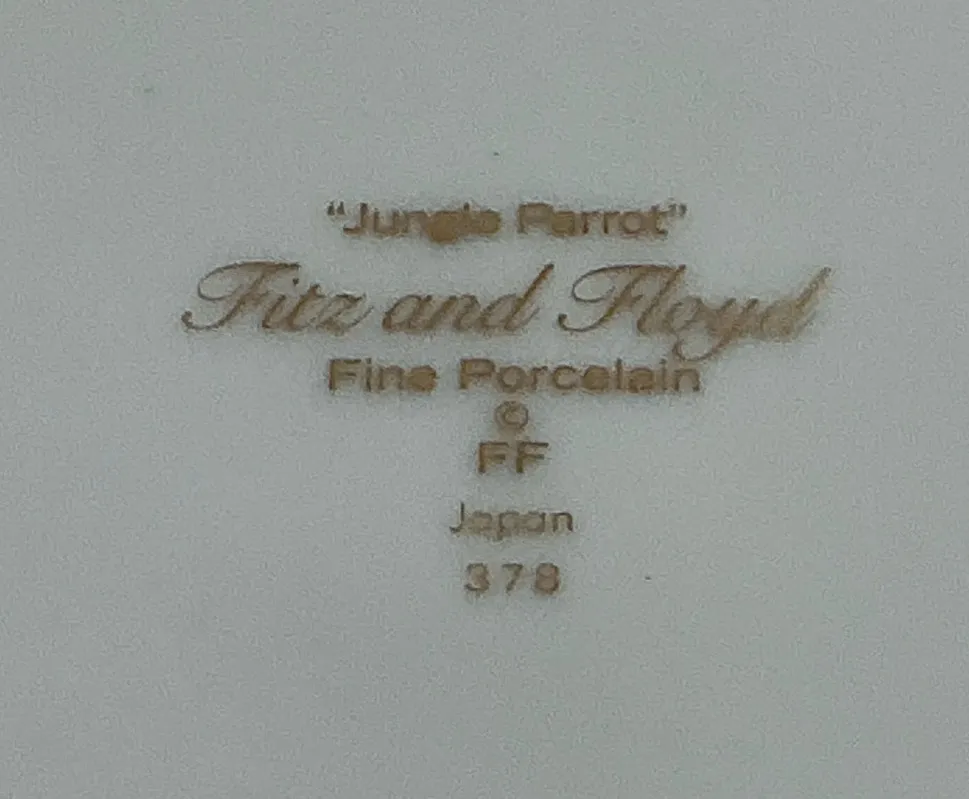 "Jungle Parrot"
Fitz and Floyd
Fine Porcelain
©
FF
Japan
378